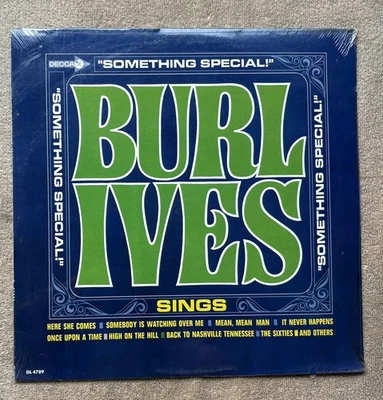 DECCA
"SOMETHING SPECIAL!"
"SOMETHING SPECIAL!"
"SOMETHING SPECIAL!"
BURL
IVES
SINGS
HERE SHE COMES SOMEBODY IS WATCHING OVER ME MEAN, MEAN MAN IT NEVER HAPPENS
ONCE UPON A TIME HIGH ON THE HILL BACK TO NASHVILLE TENNESSEE THE SIXTIES AND OTHERS
DL 4789